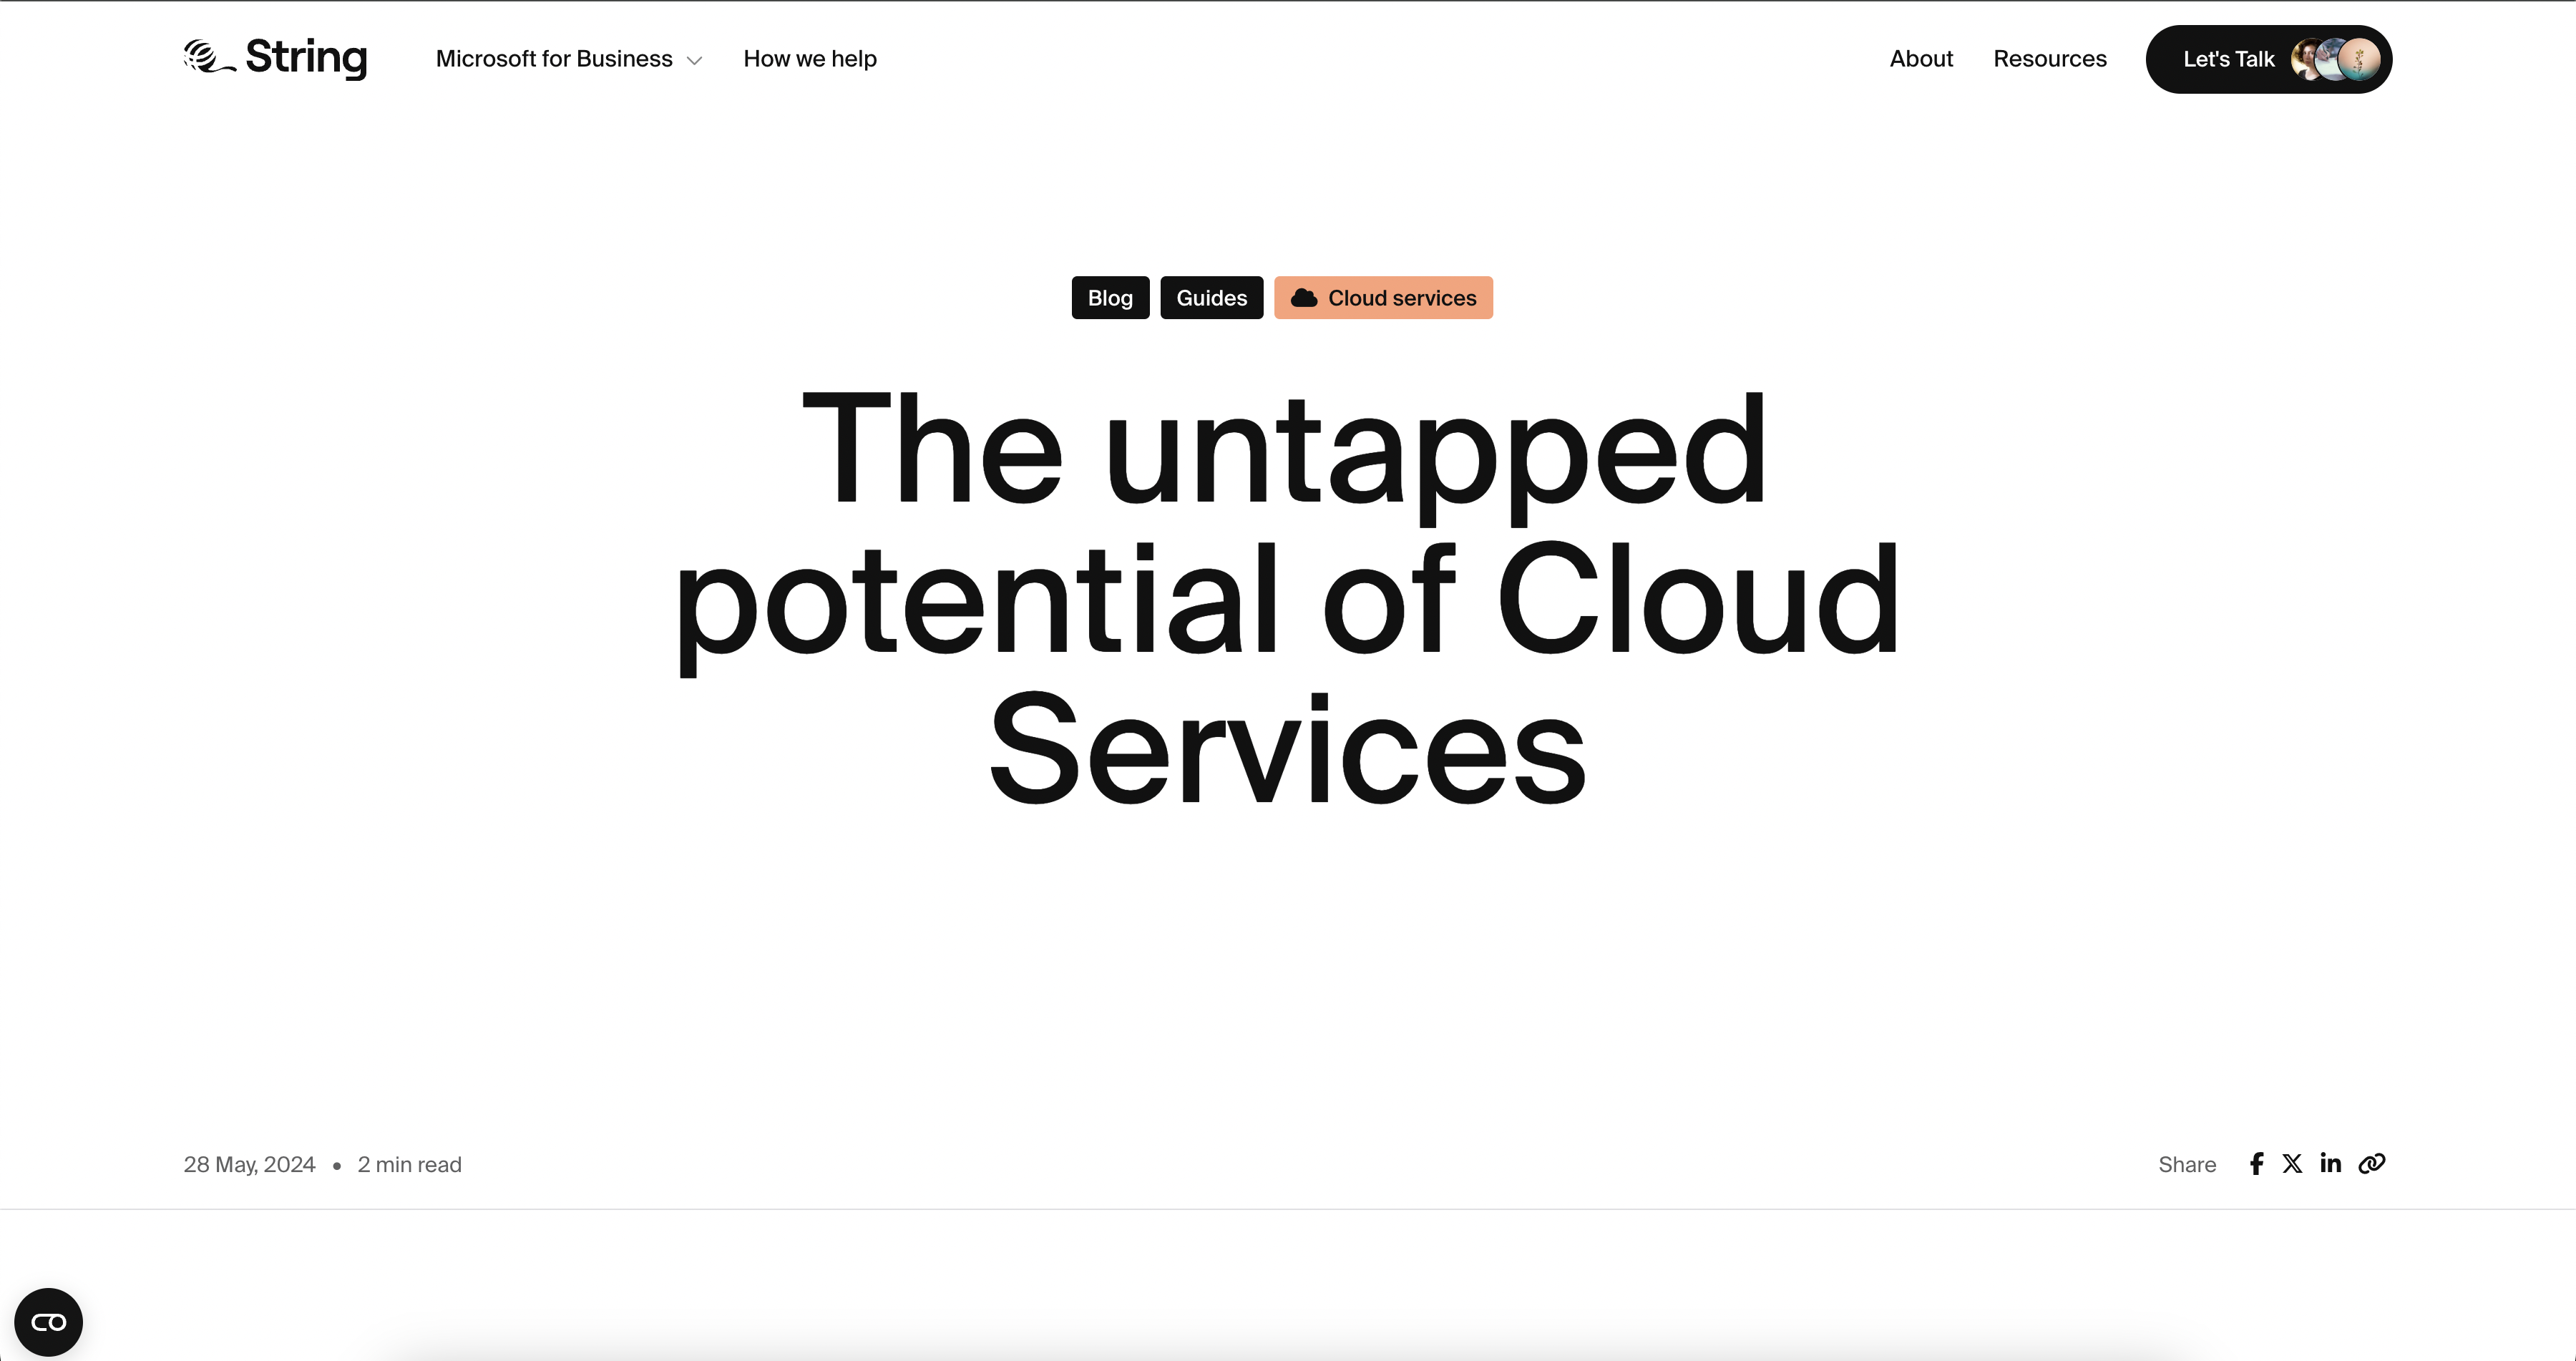 String
Microsoft for Business
How we help
About
Resources
Let's Talk
Blog
Guides
Cloud services
The untapped
potential of Cloud
Services
28 May, 2024 • 2 min read
Share